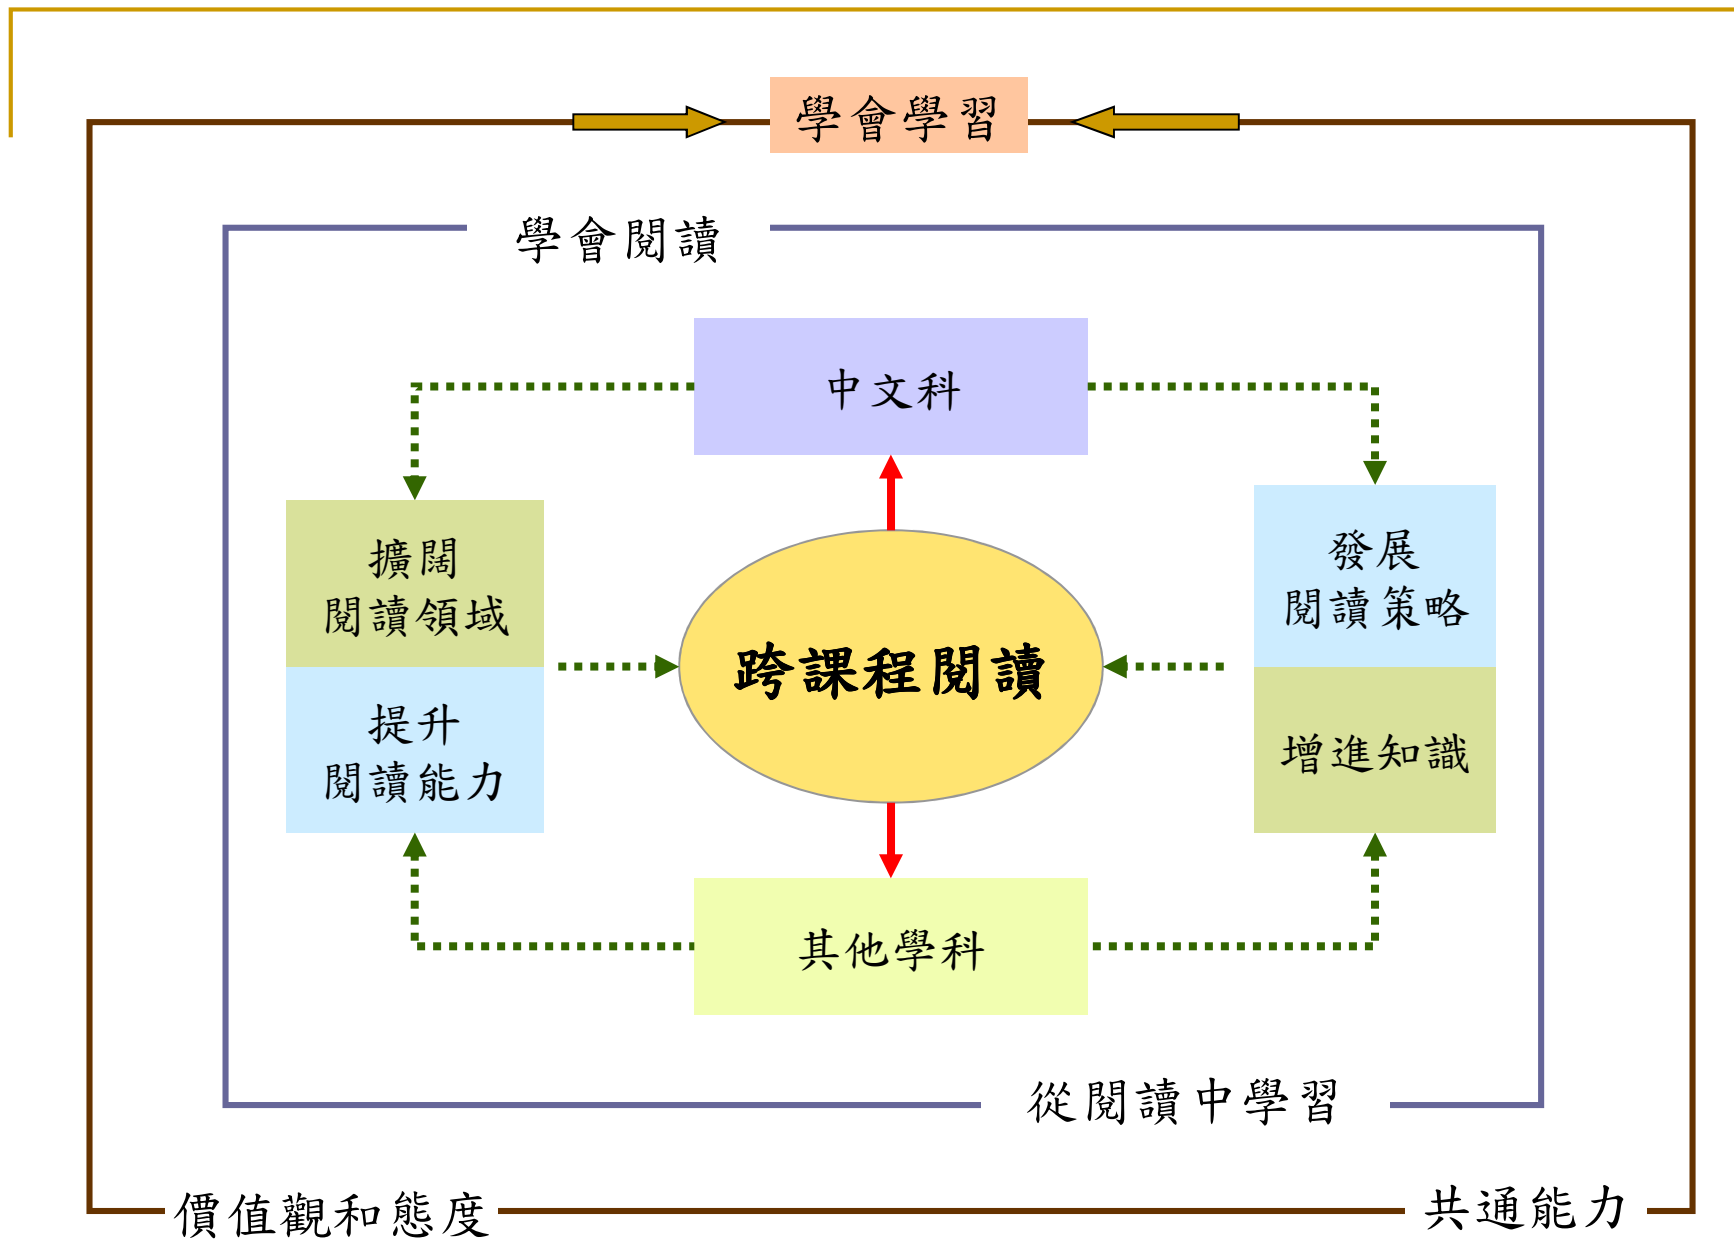 學會學習
學會閱讀
中文科
擴闊
閱讀領域
提升
閱讀能力
跨課程閱讀
發展
閱讀策略
增進知識
其他學科
從閱讀中學習
價值觀和態度
共通能力